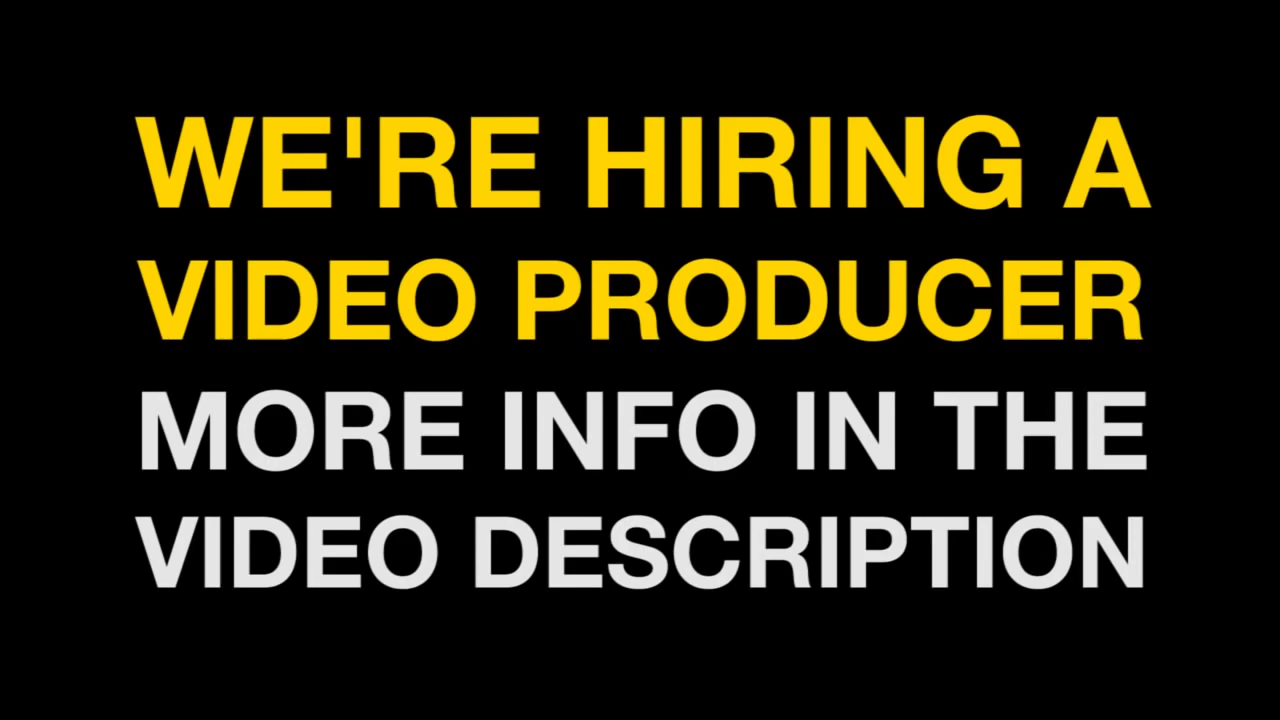 WE'RE HIRING A
VIDEO PRODUCER
MORE INFO IN THE
VIDEO DESCRIPTION